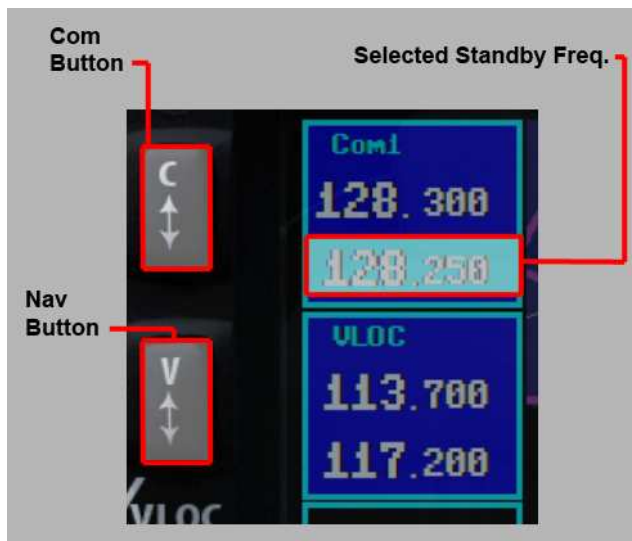 Com
Button
Selected Standby Freq.
C
Com1
128.300
128.250
Nav
Button
V
VLOC
113.700
117.200
VLOC